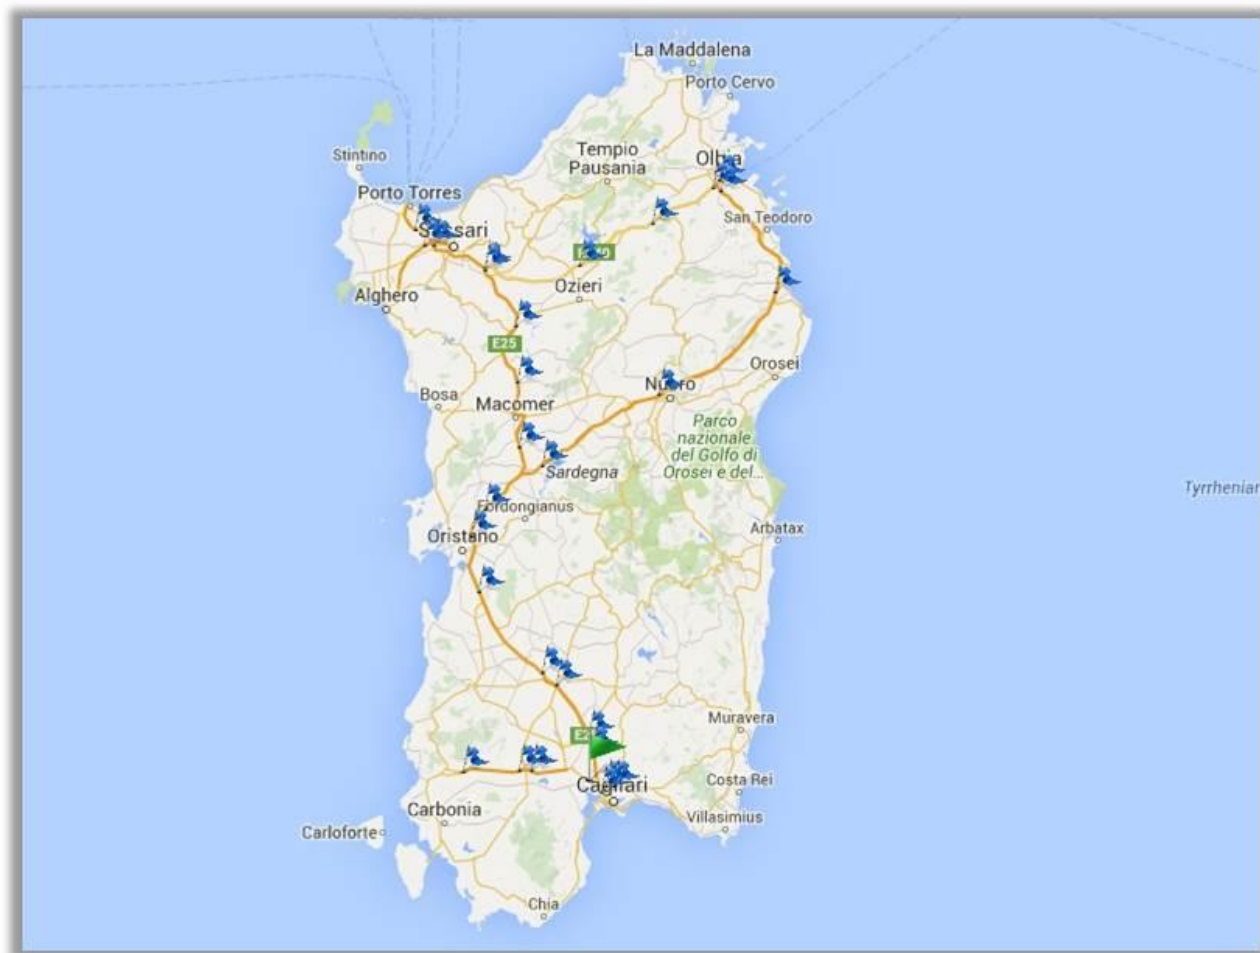 La Maddalena
Porto Cervo
Tempio
Pausania
Olbia
Stintino
Porto Torres
San Teodoro
Sassari
Ozieri
Alghero
E25
Orosei
Nuoro
Bosa
Macomer
Parco
nazionale
del Golfo di
Orosei e del...
Sardegna
Tyrrhenian
Fordongianus
Oristano
Arbatax
Muravera
Costa Rei
Cagliari
Carbonia
Villasimius
Carloforte
Chia